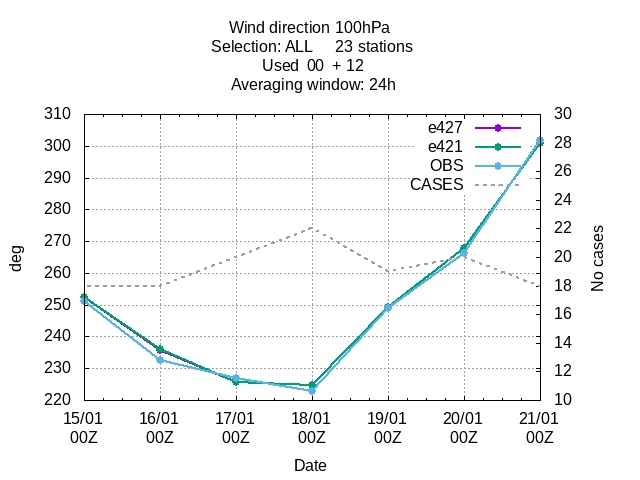 Wind direction 100hPa
Selection: ALL     23 stations
Used  00  + 12
Averaging window: 24h
310
300
290
280
270
260
250
240
230
220
deg
30
28
26
24
22
20
18
16
14
12
10
No cases
e427
e421
OBS
CASES
15/01 16/01 17/01 18/01 19/01 20/01 21/01
00Z 00Z 00Z 00Z 00Z 00Z 00Z
Date